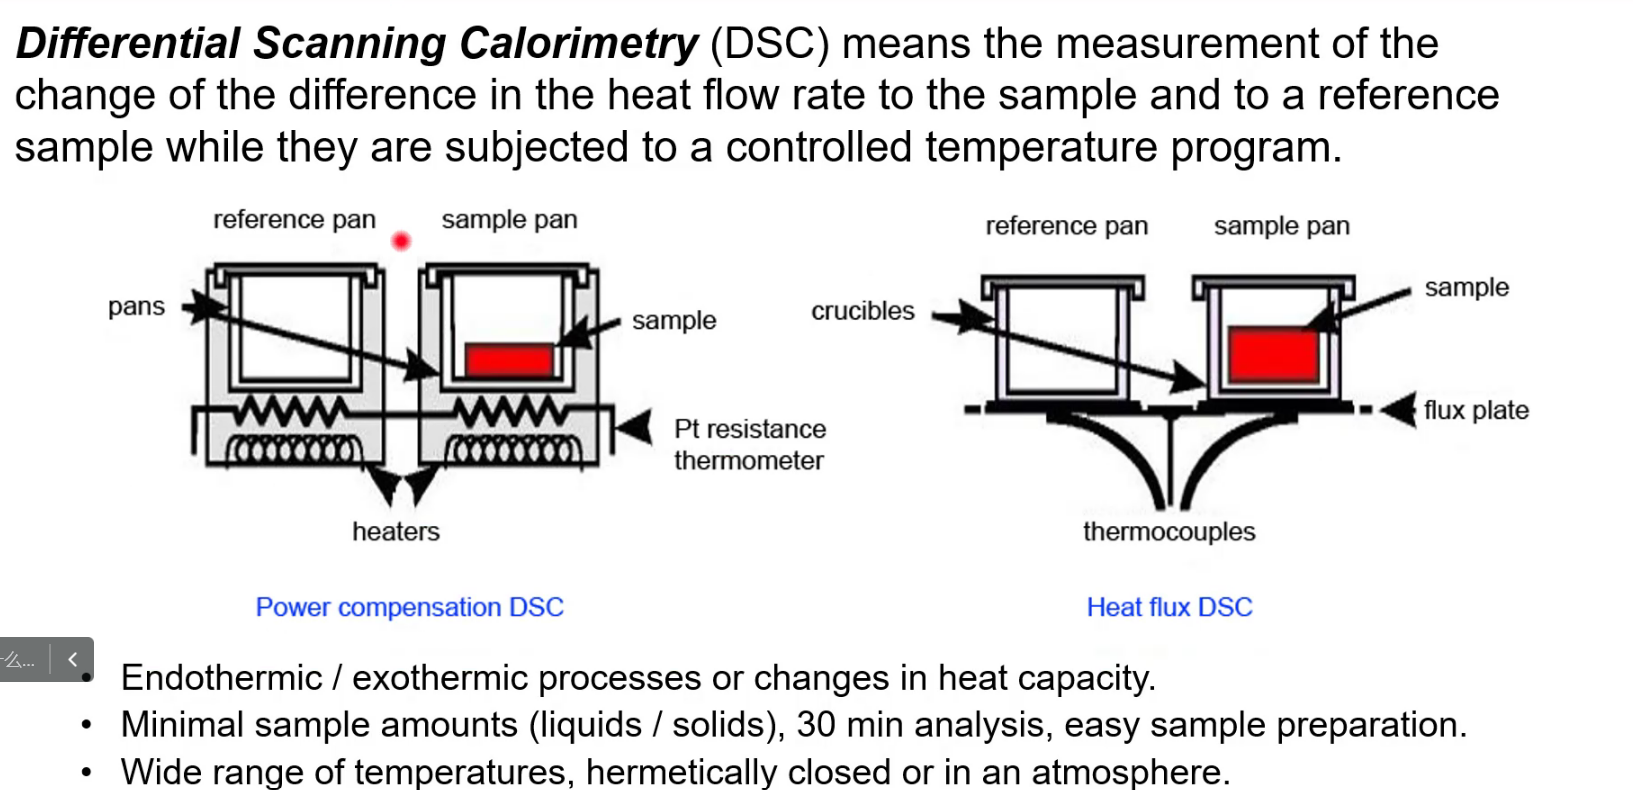 Differential Scanning Calorimetry (DSC) means the measurement of the
change of the difference in the heat flow rate to the sample and to a reference
sample while they are subjected to a controlled temperature program.
reference pan
sample pan
pans
sample
Pt resistance
thermometer
heaters
Power compensation DSC
reference pan
sample pan
crucibles
sample
flux plate
thermocouples
Heat flux DSC
么...
• Endothermic / exothermic processes or changes in heat capacity.
• Minimal sample amounts (liquids / solids), 30 min analysis, easy sample preparation.
• Wide range of temperatures, hermetically closed or in an atmosphere.